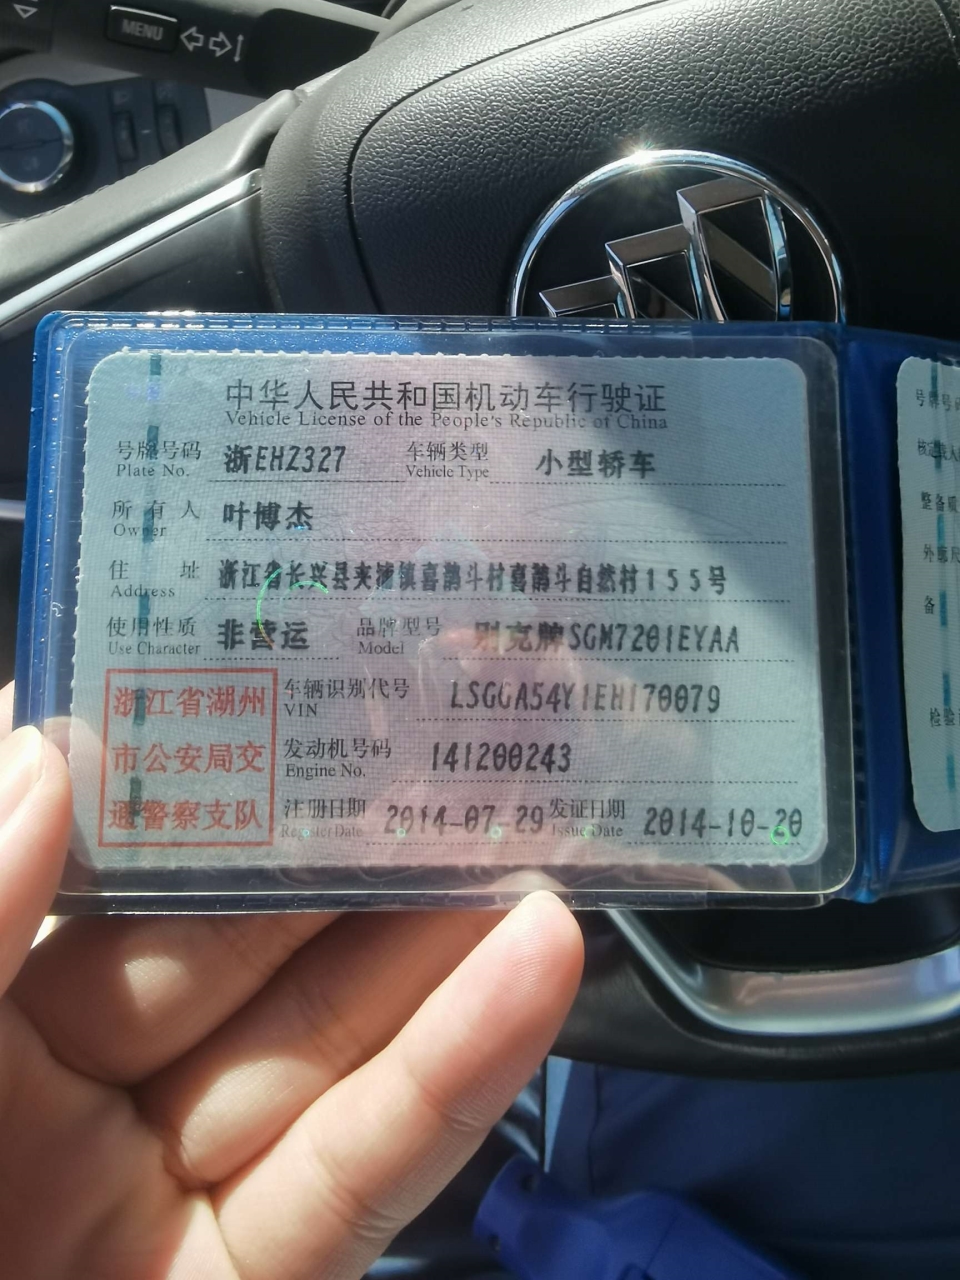 MENU
中华人民共和国机动车行驶证
Vehicle License of the People's Republic of China
号牌号码 浙EHZ327 车辆类型 小型轿车
Plate No. Vehicle Type
所有人 叶博杰
Owner
住址 浙江省长兴县夹浦镇喜鹊斗村喜鹊斗自然村155号
Address
使用性质 非营运 品牌型号 别克牌SGM7201EYAA
Use Character Model
浙江省湖州
市公安局交
通警察支队
车辆识别代号 LSGGA54Y1EH170079
VIN
发动机号码 141200243
Engine No.
注册日期 2014-07-29 发证日期 2014-10-20
Register Date Issue Date
号牌号码
核定载人
整备质
外廓尺
备
检验